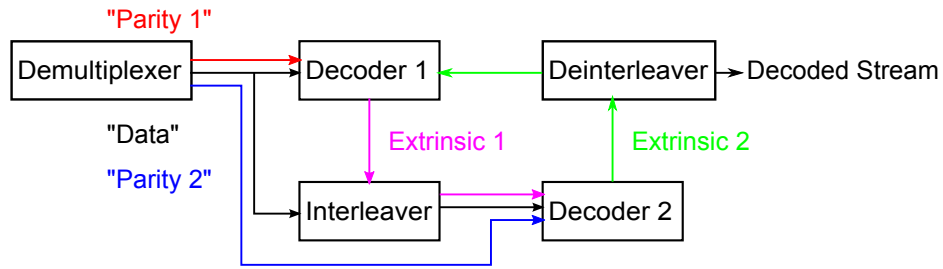 "Parity 1"
Demultiplexer
Decoder 1
Deinterleaver
Decoded Stream
"Data"
Extrinsic 1
Extrinsic 2
"Parity 2"
Interleaver
Decoder 2